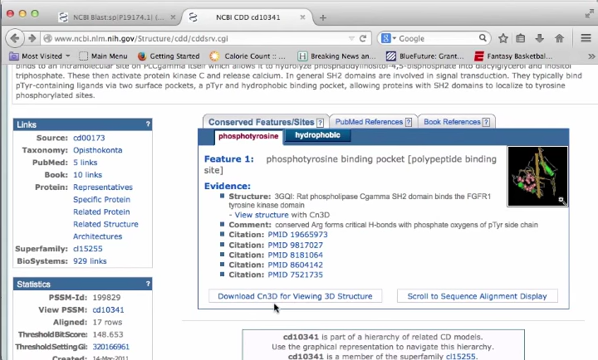 NCBI Blast:sp|P19174.1|
NCBI CDD cd10341
www.ncbi.nlm.nih.gov/Structure/cdd/cddsrv.cgi
Google
Most Visited
Main Menu
Getting Started
Calorie Count -...
Breaking News an...
BlueFuture: Grant...
Fantasy Basketbal...
binds to an intramolecular site on PLCgamma itself which allows it to hydrolyze phosphatidylinositol-4,5 bisphosphate into diacylglycerol and inositol
triphosphate. These then activate protein kinase C and release calcium. In general SH2 domains are involved in signal transduction. They typically bind
pTyr-containing ligands via two surface pockets, a pTyr and hydrophobic binding pocket, allowing proteins with SH2 domains to localize to tyrosine
phosphorylated sites.
Links ?
Source: cd00173
Taxonomy: Opisthokonta
PubMed: 5 links
Book: 10 links
Protein: Representatives
Specific Protein
Related Protein
Related Structure
Architectures
Superfamily: cl15255
BioSystems: 929 links
Statistics ?
PSSM-Id: 199829
View PSSM: cd10341
Aligned: 17 rows
Threshold Bit Score: 148.653
Threshold Setting Gi: 320166961
Created: 14-Mar-2011
Conserved Features/Sites ?
PubMed References ?
Book References ?
phosphotyrosine
hydrophobic
Feature 1: phosphotyrosine binding pocket [polypeptide binding
site]
Evidence:
Structure: 3GQI: Rat phospholipase Cgamma SH2 domain binds the FGFR1
tyrosine kinase domain
- View structure with Cn3D
Comment: conserved Arg forms critical H-bonds with phosphate oxygens of pTyr side chain
Citation: PMID 19665973
Citation: PMID 9817027
Citation: PMID 8181064
Citation: PMID 8604142
Citation: PMID 7521735
Download Cn3D for Viewing 3D Structure
Scroll to Sequence Alignment Display
cd10341 is part of a hierarchy of related CD models.
Use the graphical representation to navigate this hierarchy.
cd10341 is a member of the superfamily cl15255.